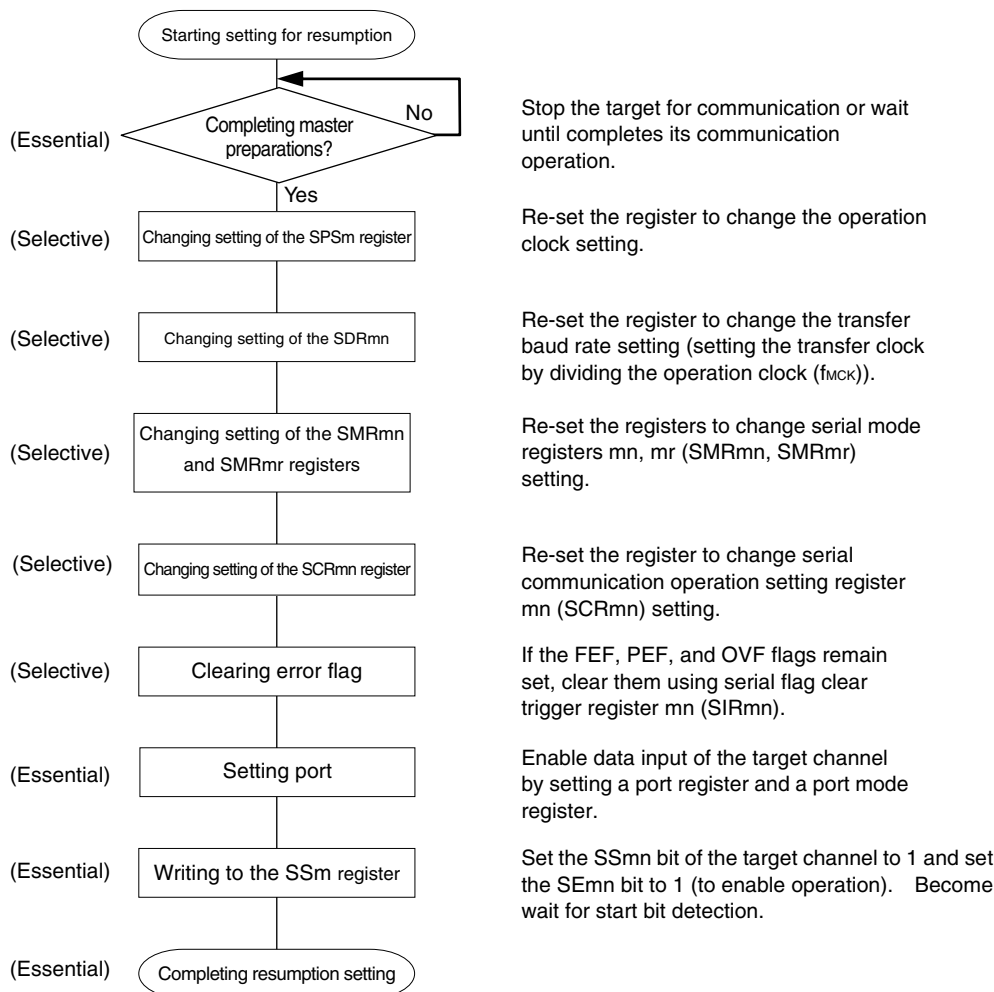 Starting setting for resumption
No
(Essential)
Completing master
preparations?
Stop the target for communication or wait
until completes its communication
operation.
Yes
(Selective)
Changing setting of the SPSm register
Re-set the register to change the operation
clock setting.
(Selective)
Changing setting of the SDRmn
Re-set the register to change the transfer
baud rate setting (setting the transfer clock
by dividing the operation clock (fMCK)).
(Selective)
Changing setting of the SMRmn
and SMRmr registers
Re-set the registers to change serial mode
registers mn, mr (SMRmn, SMRmr)
setting.
(Selective)
Changing setting of the SCRmn register
Re-set the register to change serial
communication operation setting register
mn (SCRmn) setting.
(Selective)
Clearing error flag
If the FEF, PEF, and OVF flags remain
set, clear them using serial flag clear
trigger register mn (SIRmn).
(Essential)
Setting port
Enable data input of the target channel
by setting a port register and a port mode
register.
(Essential)
Writing to the SSm register
Set the SSmn bit of the target channel to 1 and set
the SEmn bit to 1 (to enable operation). Become
wait for start bit detection.
(Essential)
Completing resumption setting